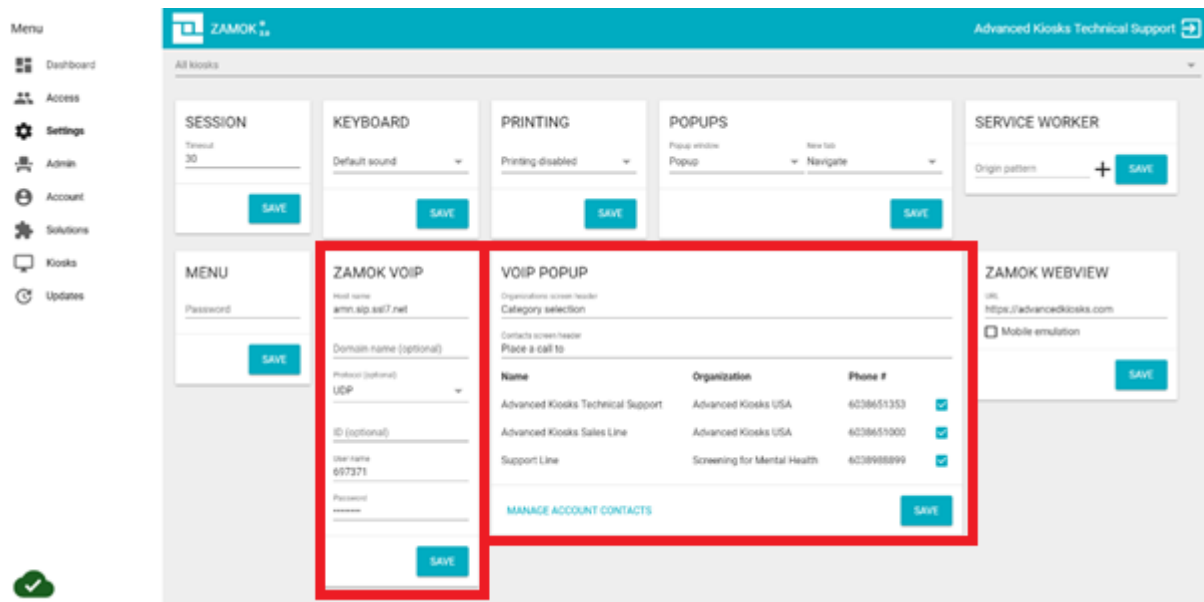 Menu
Dashboard
Access
Settings
Admin
Account
Solutions
Kiosks
Updates
ZAMOK
Advanced Kiosks Technical Support
All kiosks
SESSION
Timeout
30
SAVE
KEYBOARD
Default sound
SAVE
PRINTING
Printing disabled
SAVE
POPUPS
Popup window
New tab
Popup
Navigate
SAVE
SERVICE WORKER
Origin pattern
SAVE
MENU
Password
SAVE
ZAMOK VOIP
Host name
amn.sip.ssl7.net
Domain name (optional)
Protocol (optional)
UDP
ID (optional)
User name
697371
Password
SAVE
VOIP POPUP
Organizations screen header
Category selection
Contacts screen header
Place a call to
Name Organization Phone #
Advanced Kiosks Technical Support Advanced Kiosks USA 6038651353
Advanced Kiosks Sales Line Advanced Kiosks USA 6038651000
Support Line Screening for Mental Health 6038988899
MANAGE ACCOUNT CONTACTS
SAVE
ZAMOK WEBVIEW
URL
https://advancedkiosks.com
Mobile emulation
SAVE